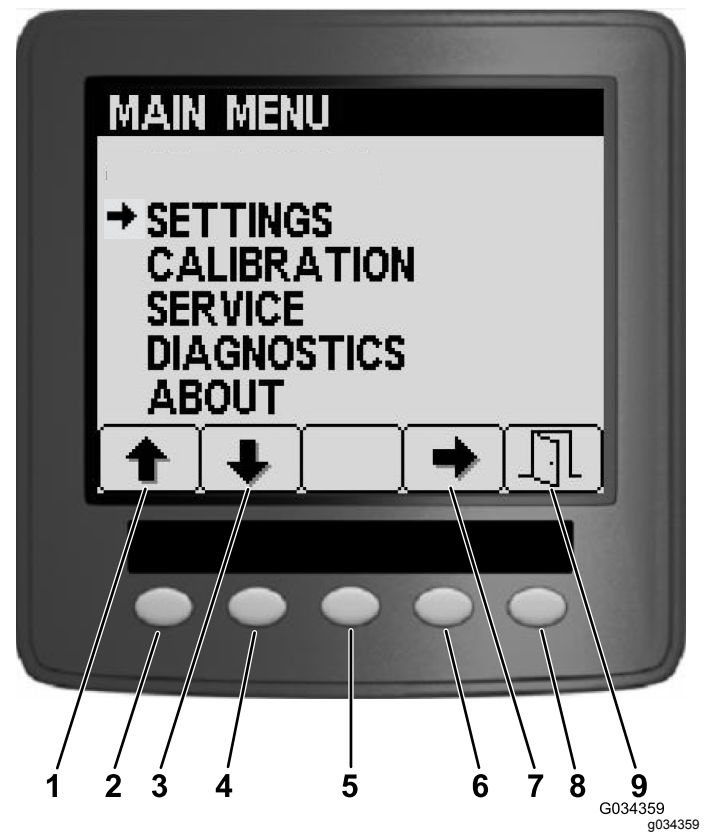 MAIN MENU
SETTINGS
CALIBRATION
SERVICE
DIAGNOSTICS
ABOUT
1 2 3 4 5 6 7 8 9
G034359
g034359